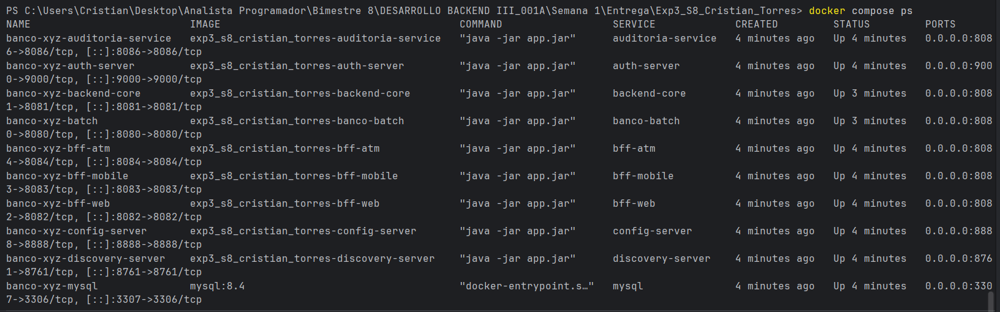 PS C:\Users\Cristian\Desktop\Analista Programador\Bimestre 8\DESARROLLO BACKEND III_001A\Semana 1\Entrega\Exp3_S8_Cristian_Torres> docker compose ps
NAME                          IMAGE                                      COMMAND                  SERVICE             CREATED         STATUS         PORTS
banco-xyz-auditoria-service   exp3_s8_cristian_torres-auditoria-service   "java -jar app.jar"      auditoria-service   4 minutes ago   Up 4 minutes   0.0.0.0:808
6->8086/tcp, [::]:8086->8086/tcp
banco-xyz-auth-server         exp3_s8_cristian_torres-auth-server         "java -jar app.jar"      auth-server         4 minutes ago   Up 4 minutes   0.0.0.0:900
0->9000/tcp, [::]:9000->9000/tcp
banco-xyz-backend-core        exp3_s8_cristian_torres-backend-core        "java -jar app.jar"      backend-core        4 minutes ago   Up 3 minutes   0.0.0.0:808
1->8081/tcp, [::]:8081->8081/tcp
banco-xyz-batch               exp3_s8_cristian_torres-banco-batch         "java -jar app.jar"      banco-batch         4 minutes ago   Up 3 minutes   0.0.0.0:808
0->8080/tcp, [::]:8080->8080/tcp
banco-xyz-bff-atm             exp3_s8_cristian_torres-bff-atm             "java -jar app.jar"      bff-atm             4 minutes ago   Up 4 minutes   0.0.0.0:808
4->8084/tcp, [::]:8084->8084/tcp
banco-xyz-bff-mobile          exp3_s8_cristian_torres-bff-mobile          "java -jar app.jar"      bff-mobile          4 minutes ago   Up 4 minutes   0.0.0.0:808
3->8083/tcp, [::]:8083->8083/tcp
banco-xyz-bff-web             exp3_s8_cristian_torres-bff-web             "java -jar app.jar"      bff-web             4 minutes ago   Up 4 minutes   0.0.0.0:808
2->8082/tcp, [::]:8082->8082/tcp
banco-xyz-config-server       exp3_s8_cristian_torres-config-server       "java -jar app.jar"      config-server       4 minutes ago   Up 4 minutes   0.0.0.0:888
8->8888/tcp, [::]:8888->8888/tcp
banco-xyz-discovery-server    exp3_s8_cristian_torres-discovery-server    "java -jar app.jar"      discovery-server    4 minutes ago   Up 4 minutes   0.0.0.0:876
1->8761/tcp, [::]:8761->8761/tcp
banco-xyz-mysql               mysql:8.4                                   "docker-entrypoint.s…"   mysql               4 minutes ago   Up 4 minutes   0.0.0.0:330
7->3306/tcp, [::]:3307->3306/tcp